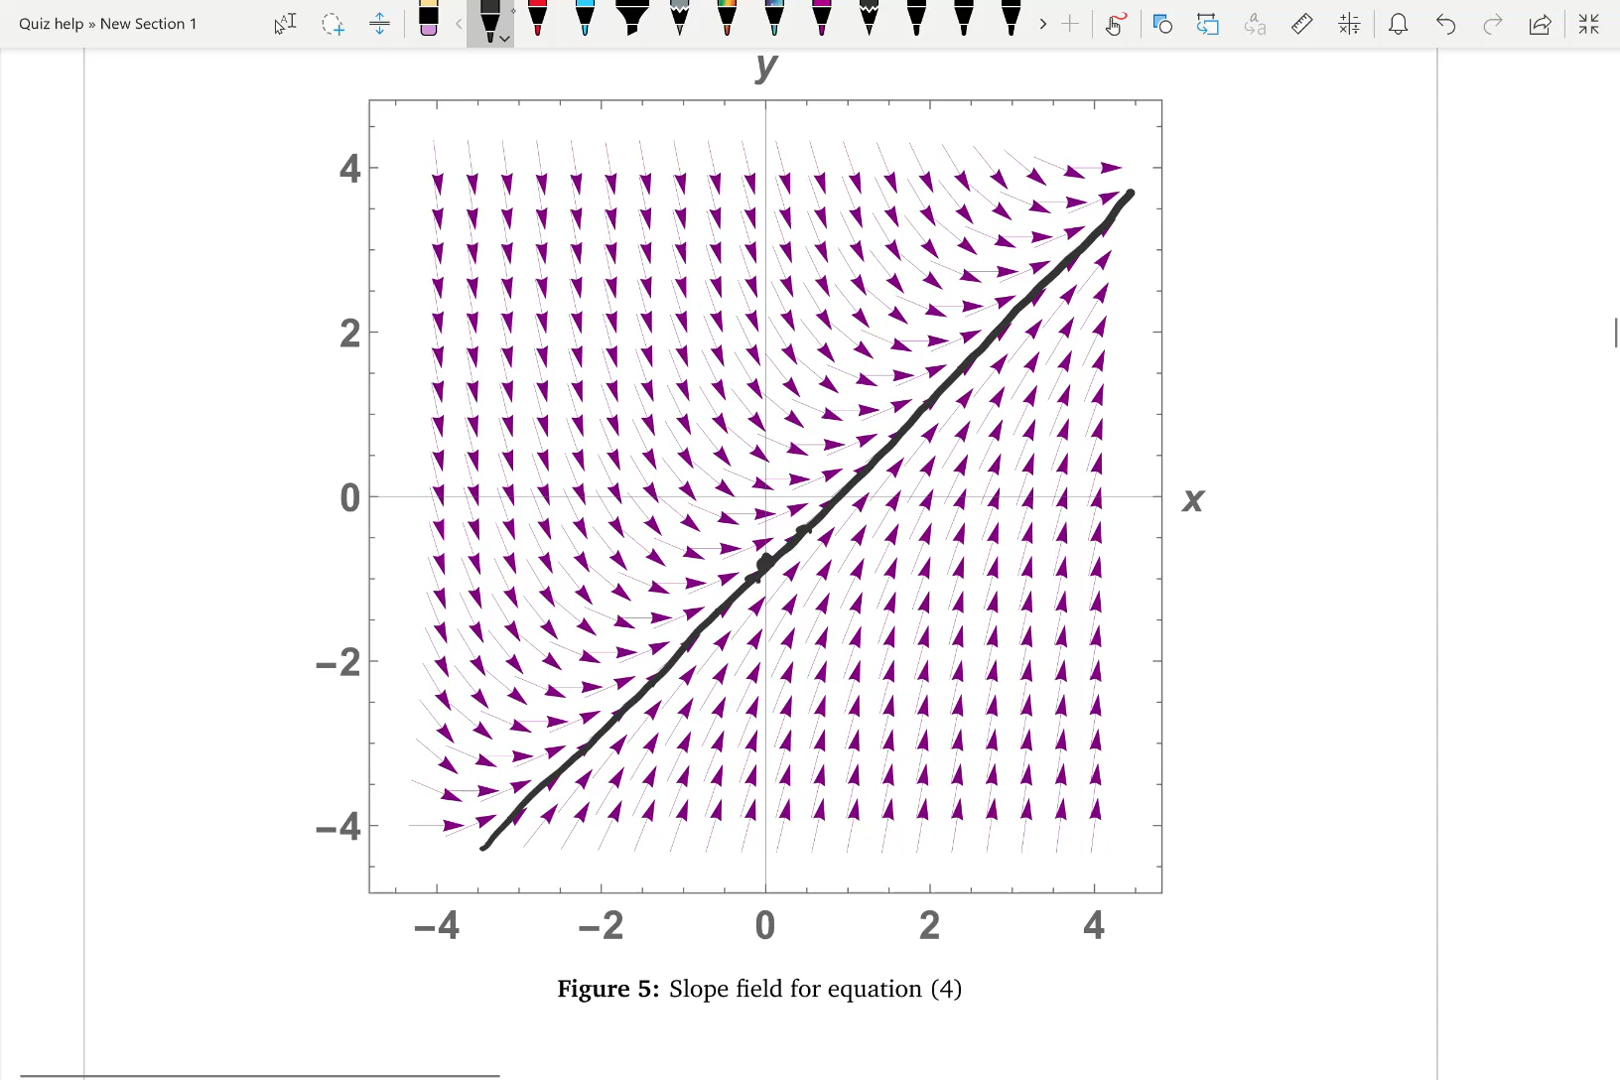 Quiz help » New Section 1
y
4
2
0
x
−2
−4
−4 −2 0 2 4
Figure 5: Slope field for equation (4)